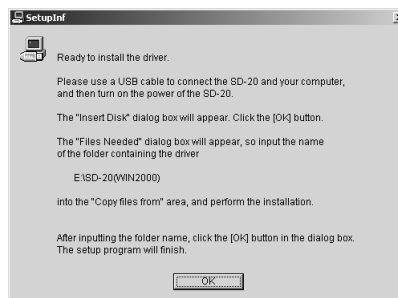 SetupInf
Ready to install the driver.
Please use a USB cable to connect the SD-20 and your computer,
and then turn on the power of the SD-20.
The "Insert Disk" dialog box will appear. Click the [OK] button.
The "Files Needed" dialog box will appear, so input the name
of the folder containing the driver
E:\SD-20(WIN2000)
into the "Copy files from" area, and perform the installation.
After inputting the folder name, click the [OK] button in the dialog box.
The setup program will finish.
OK